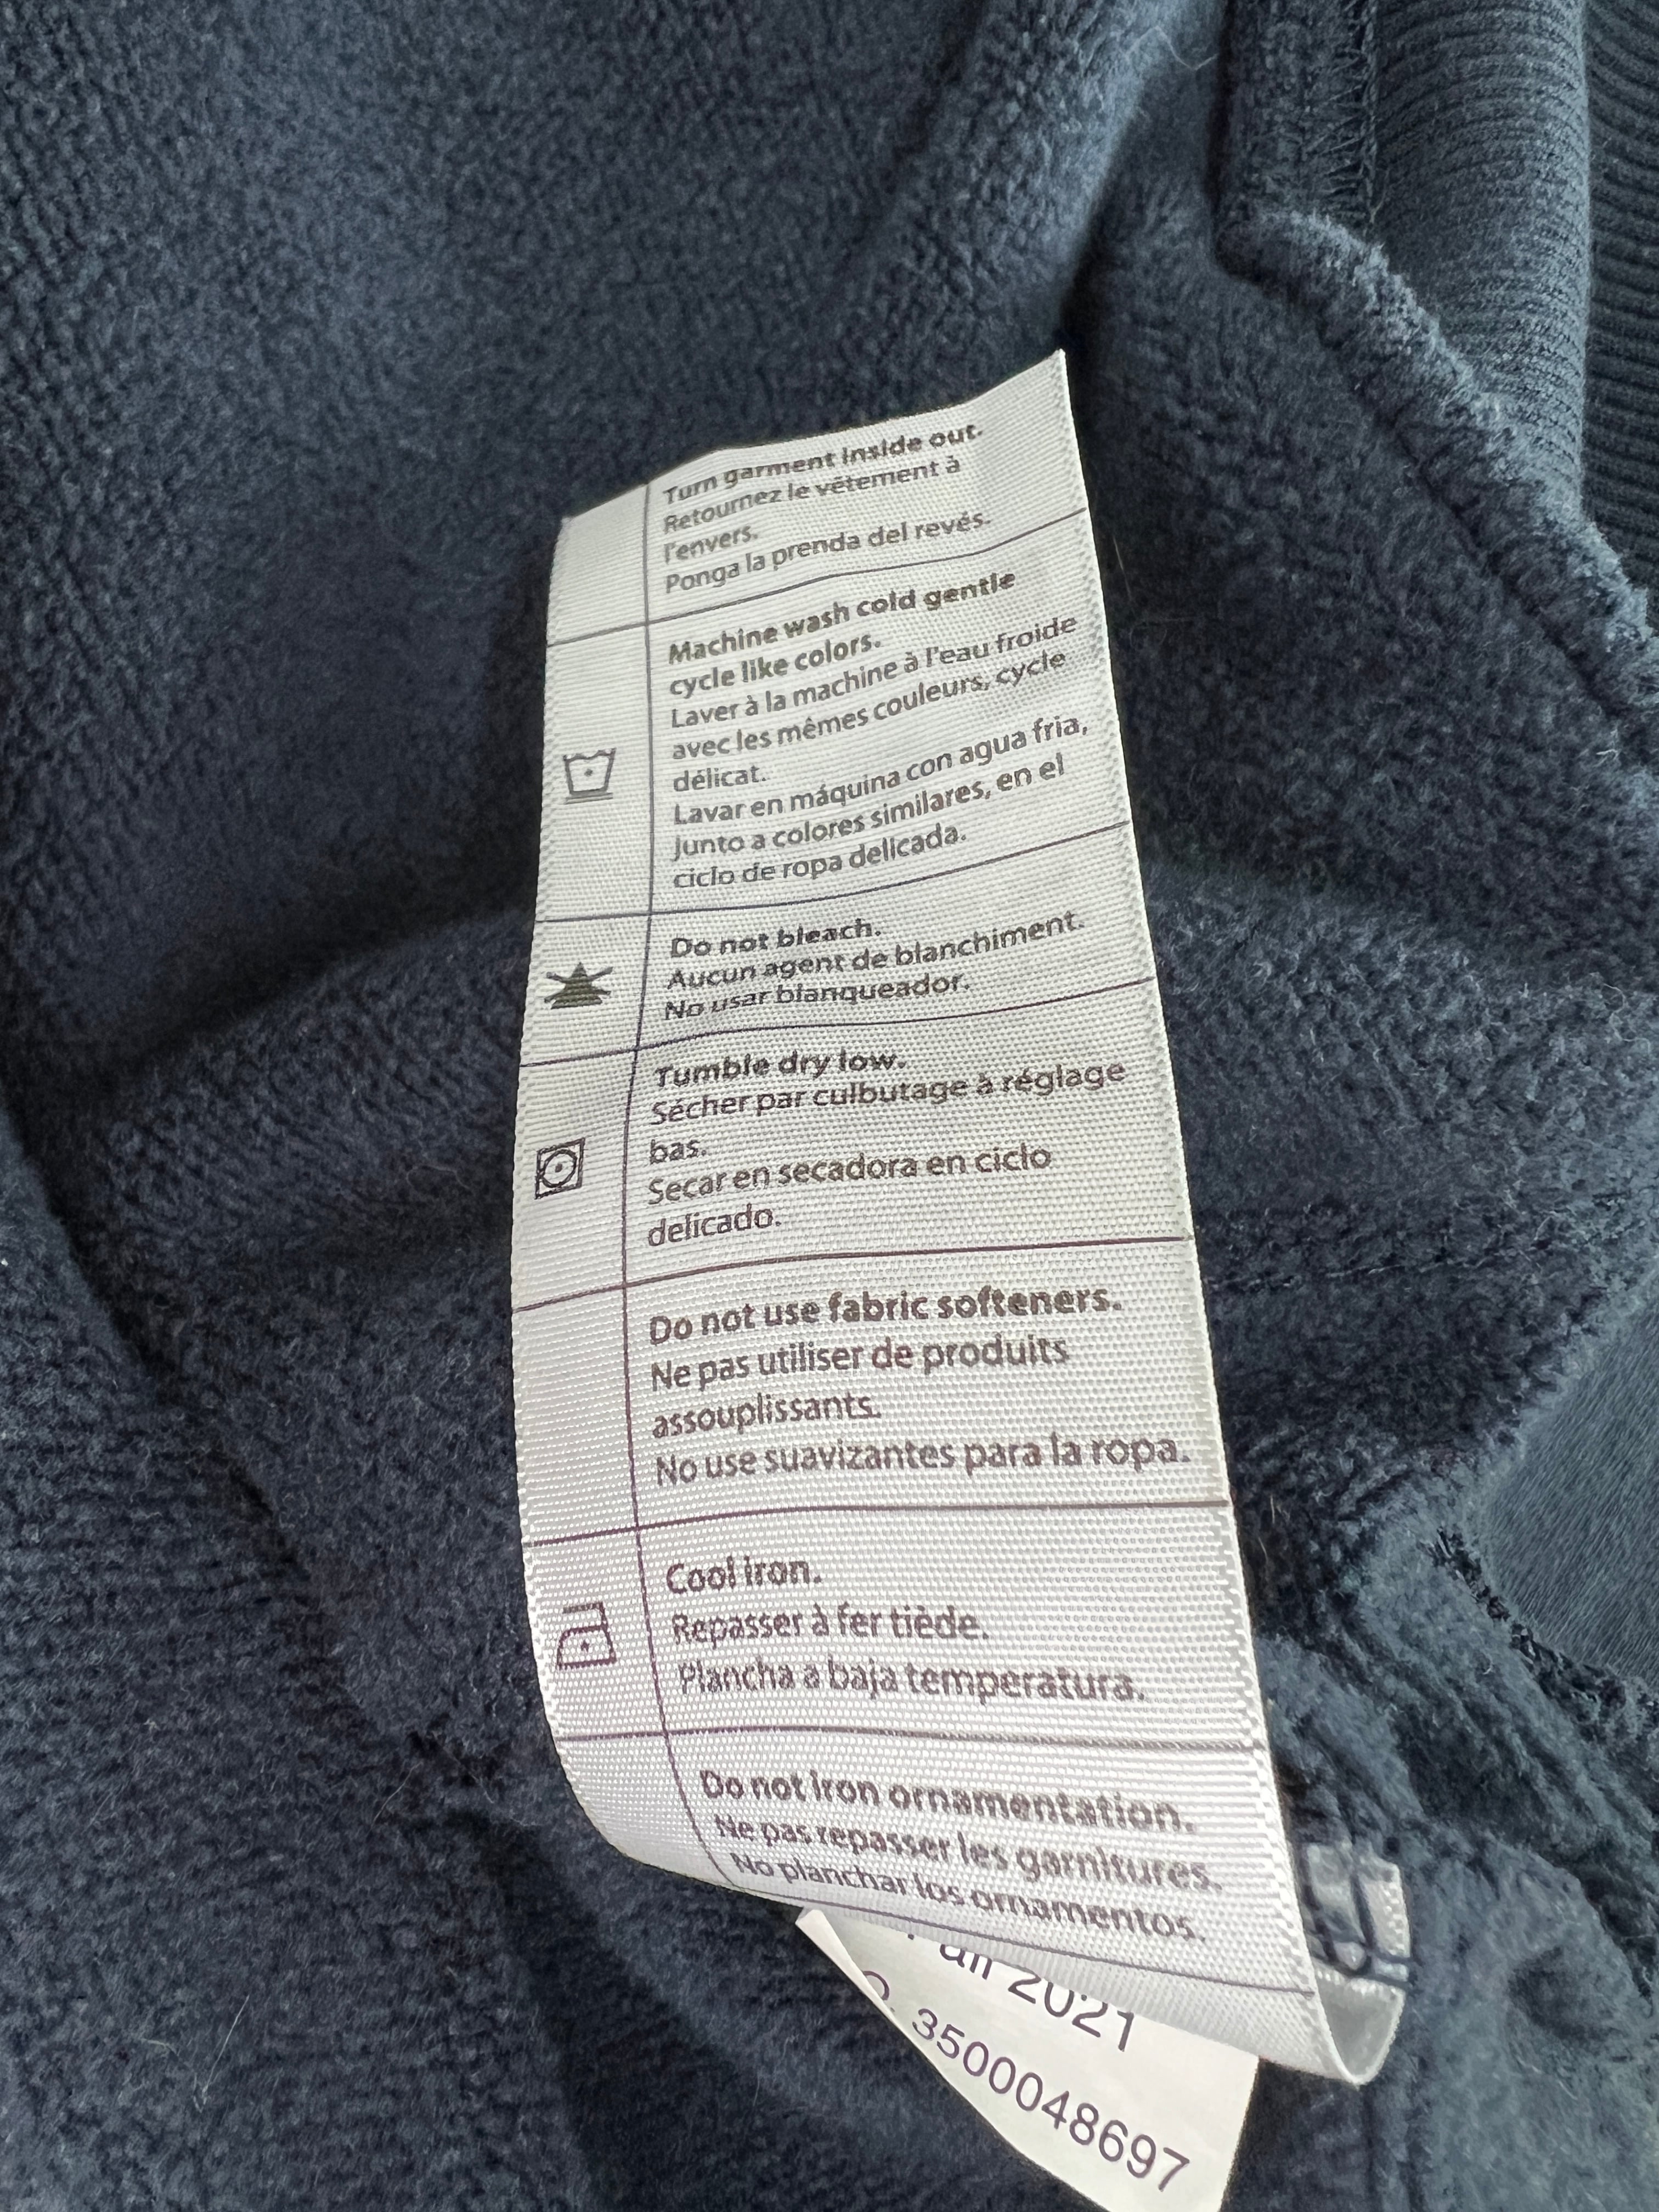 Turn garment inside out.
Retournez le vêtement à
l'envers.
Ponga la prenda del revés.
Machine wash cold gentle
cycle like colors.
Laver à la machine à l'eau froide
avec les mêmes couleurs, cycle
délicat.
Lavar en máquina con agua fria,
junto a colores similares, en el
ciclo de ropa delicada.
Do not bleach.
Aucun agent de blanchiment.
No usar blanqueador.
Tumble dry low.
Sécher par culbutage à réglage
bas.
Secar en secadora en ciclo
delicado.
Do not use fabric softeners.
Ne pas utiliser de produits
assouplissants.
No use suavizantes para la ropa.
Cool iron.
Repasser à fer tiède.
Plancha a baja temperatura.
Do not iron ornamentation.
Ne pas repasser les garnitures.
No planchar los ornamentos.
2021
3500048697